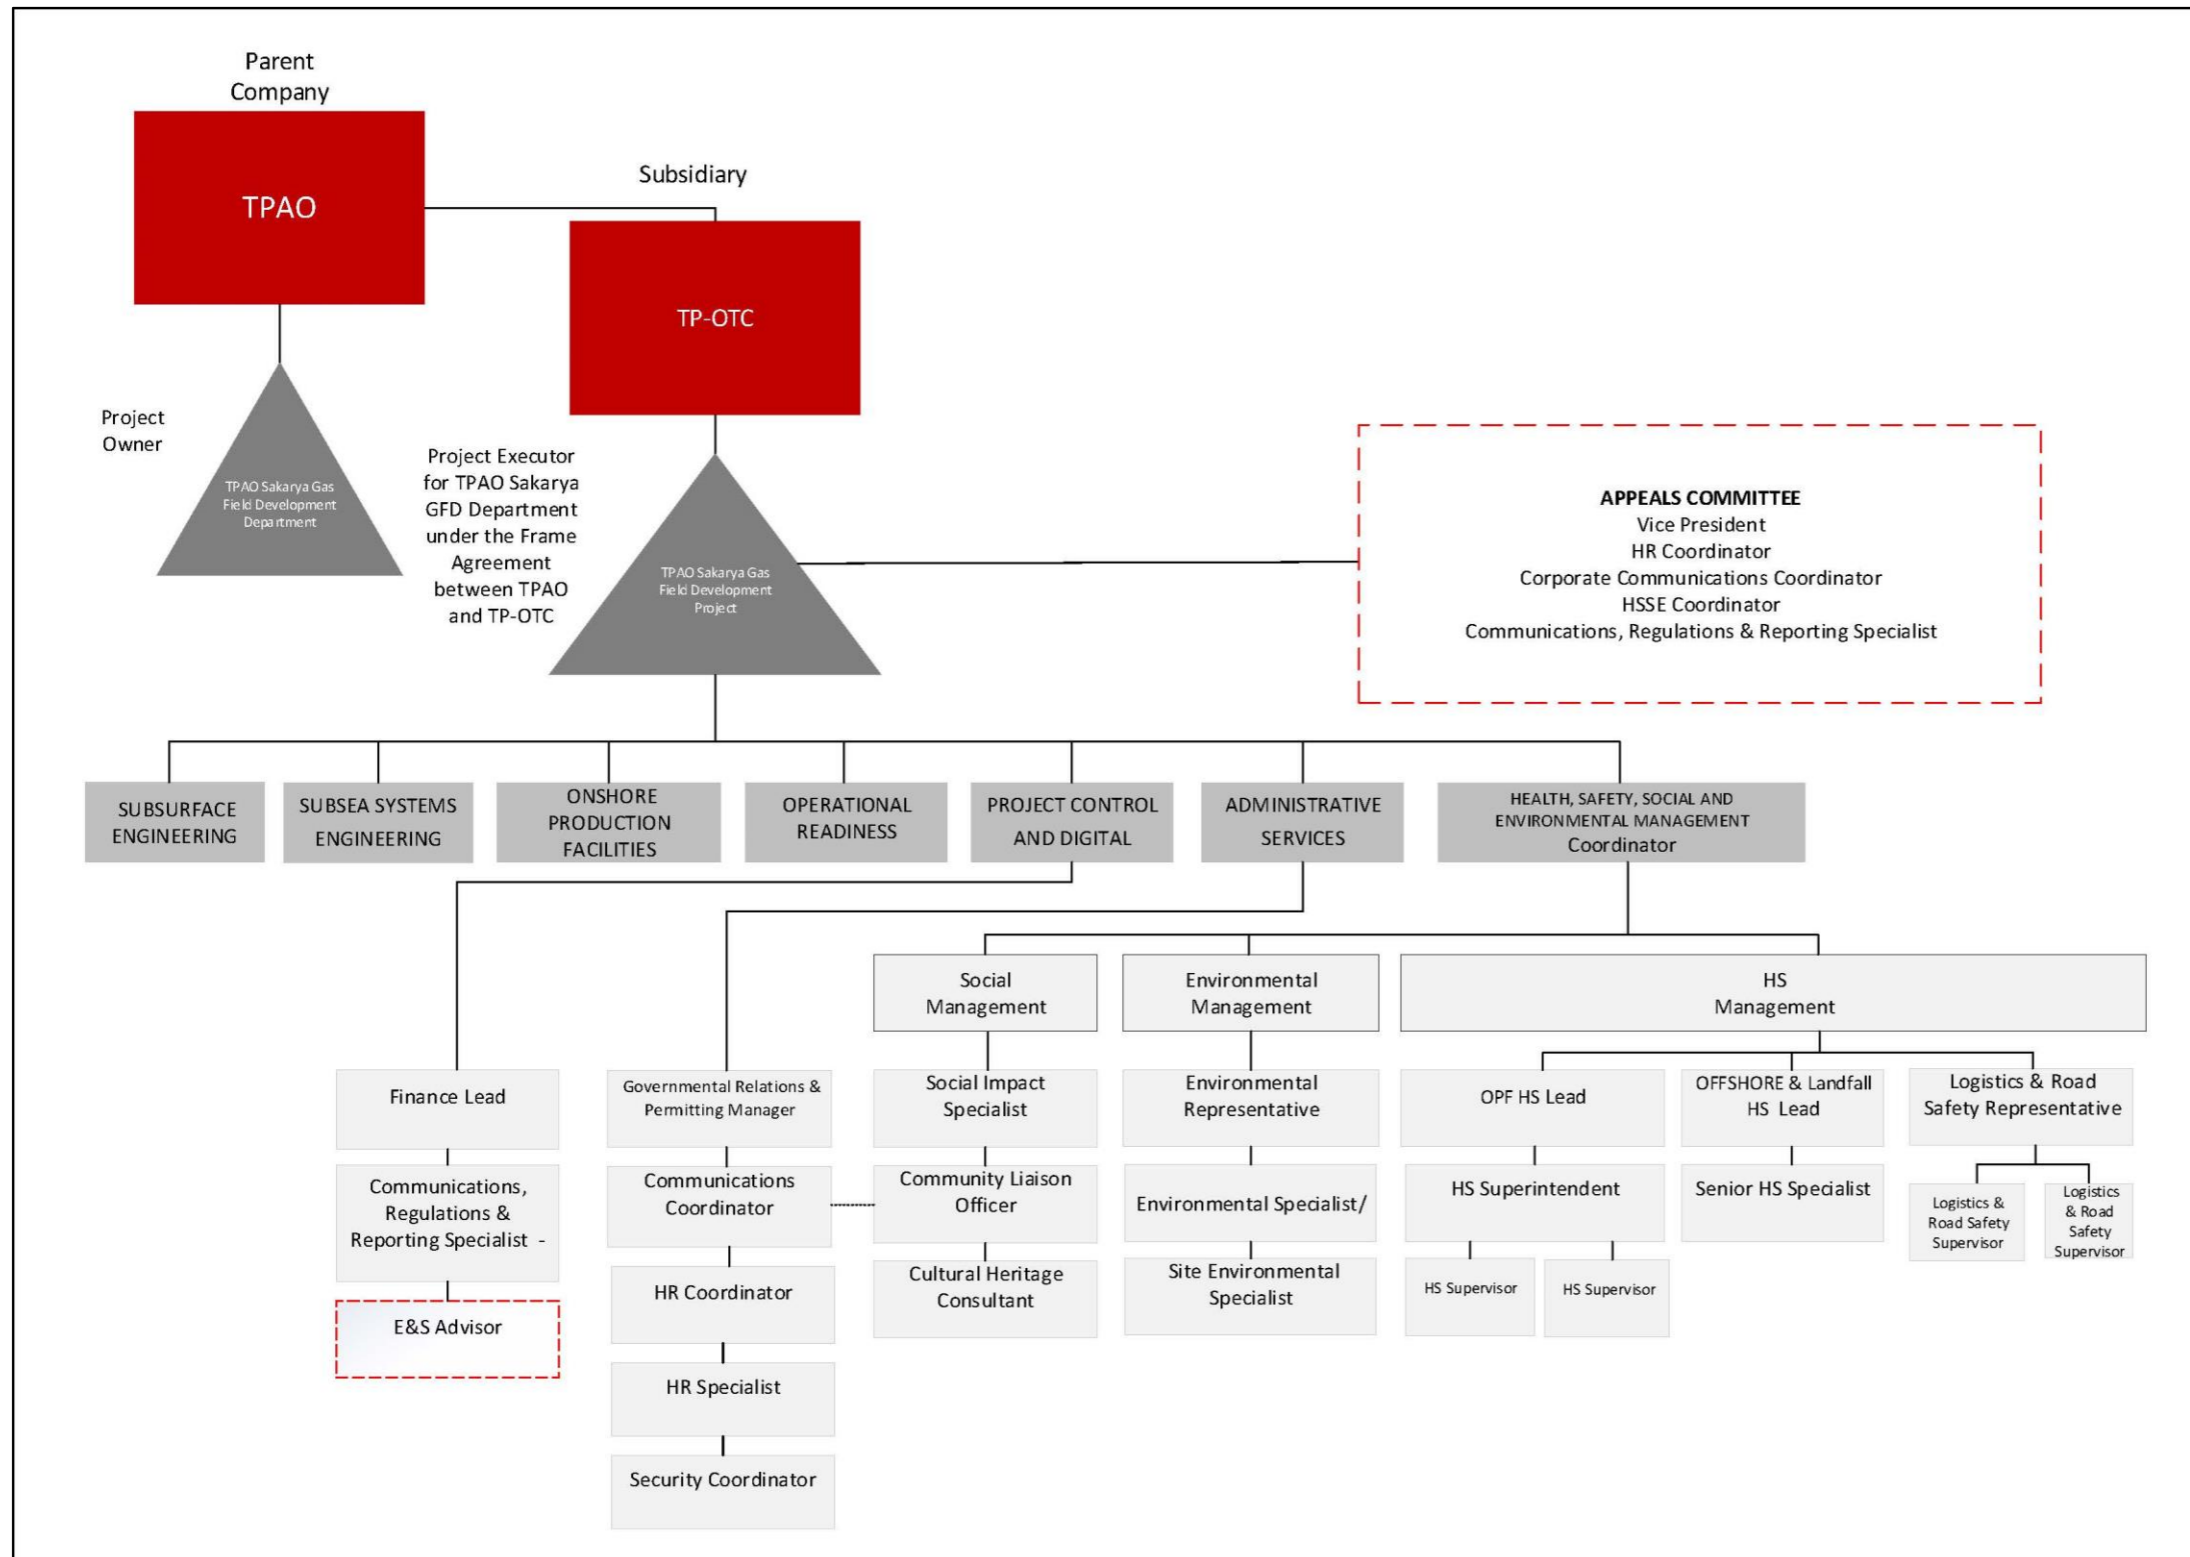 Parent
Company
TPAO
Subsidiary
TP-OTC
Project
Owner
TPAO Sakarya Gas
Field Development
Department
Project Executor
for TPAO Sakarya
GFD Department
under the Frame
Agreement
between TPAO
and TP-OTC
TPAO Sakarya Gas
Field Development
Project
APPEALS COMMITTEE
Vice President
HR Coordinator
Corporate Communications Coordinator
HSSE Coordinator
Communications, Regulations & Reporting Specialist
SUBSURFACE
ENGINEERING
SUBSEA SYSTEMS
ENGINEERING
ONSHORE
PRODUCTION
FACILITIES
OPERATIONAL
READINESS
PROJECT CONTROL
AND DIGITAL
ADMINISTRATIVE
SERVICES
HEALTH, SAFETY, SOCIAL AND
ENVIRONMENTAL MANAGEMENT
Coordinator
Social
Management
Environmental
Management
HS
Management
Finance Lead
Communications,
Regulations &
Reporting Specialist -
E&S Advisor
Governmental Relations &
Permitting Manager
Communications
Coordinator
HR Coordinator
HR Specialist
Security Coordinator
Social Impact
Specialist
Community Liaison
Officer
Cultural Heritage
Consultant
Environmental
Representative
Environmental Specialist/
Site Environmental
Specialist
OPF HS Lead
HS Superintendent
HS Supervisor
HS Supervisor
OFFSHORE & Landfall
HS Lead
Senior HS Specialist
Logistics & Road
Safety Representative
Logistics &
Road Safety
Supervisor
Logistics
& Road
Safety
Supervisor